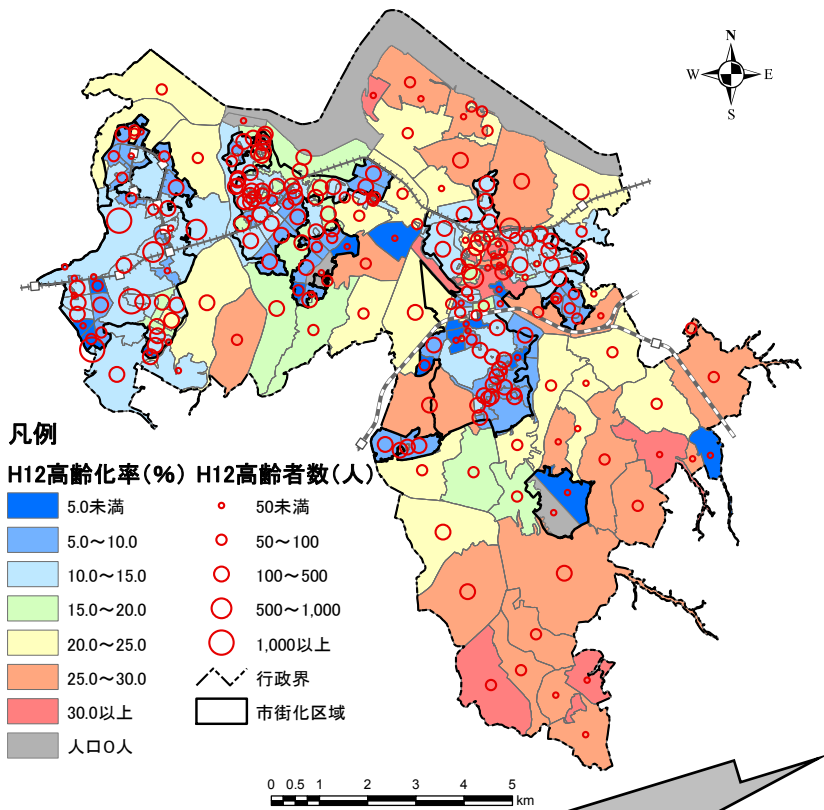 N
W E
S
凡例
H12高齢化率(%) H12高齢者数(人)
5.0未満 50未満
5.0～10.0 50～100
10.0～15.0 100～500
15.0～20.0 500～1,000
20.0～25.0 1,000以上
25.0～30.0 行政界
30.0以上 市街化区域
人口0人
0 0.5 1 2 3 4 5
km